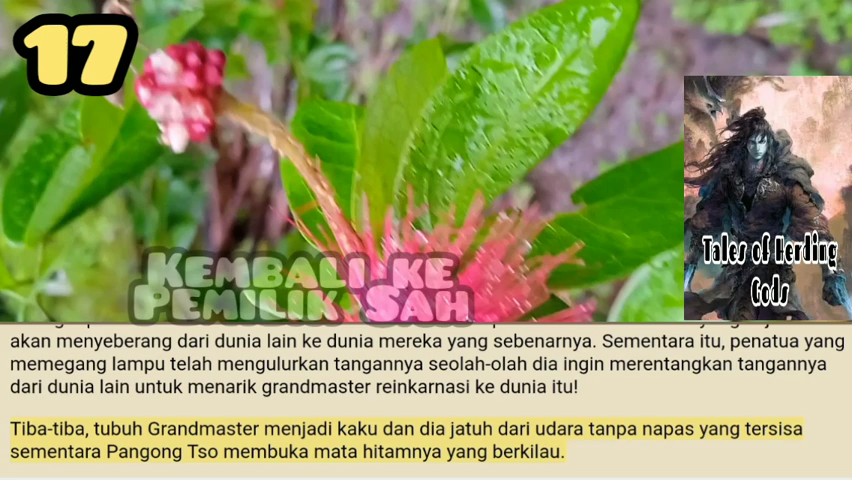 17
Tales of Herding
Gods
KEMBALI KE
PEMILIK SAH
akan menyeberang dari dunia lain ke dunia mereka yang sebenarnya. Sementara itu, penatua yang
memegang lampu telah mengulurkan tangannya seolah-olah dia ingin merentangkan tangannya
dari dunia lain untuk menarik grandmaster reinkarnasi ke dunia itu!
Tiba-tiba, tubuh Grandmaster menjadi kaku dan dia jatuh dari udara tanpa napas yang tersisa
sementara Pangong Tso membuka mata hitamnya yang berkilau.